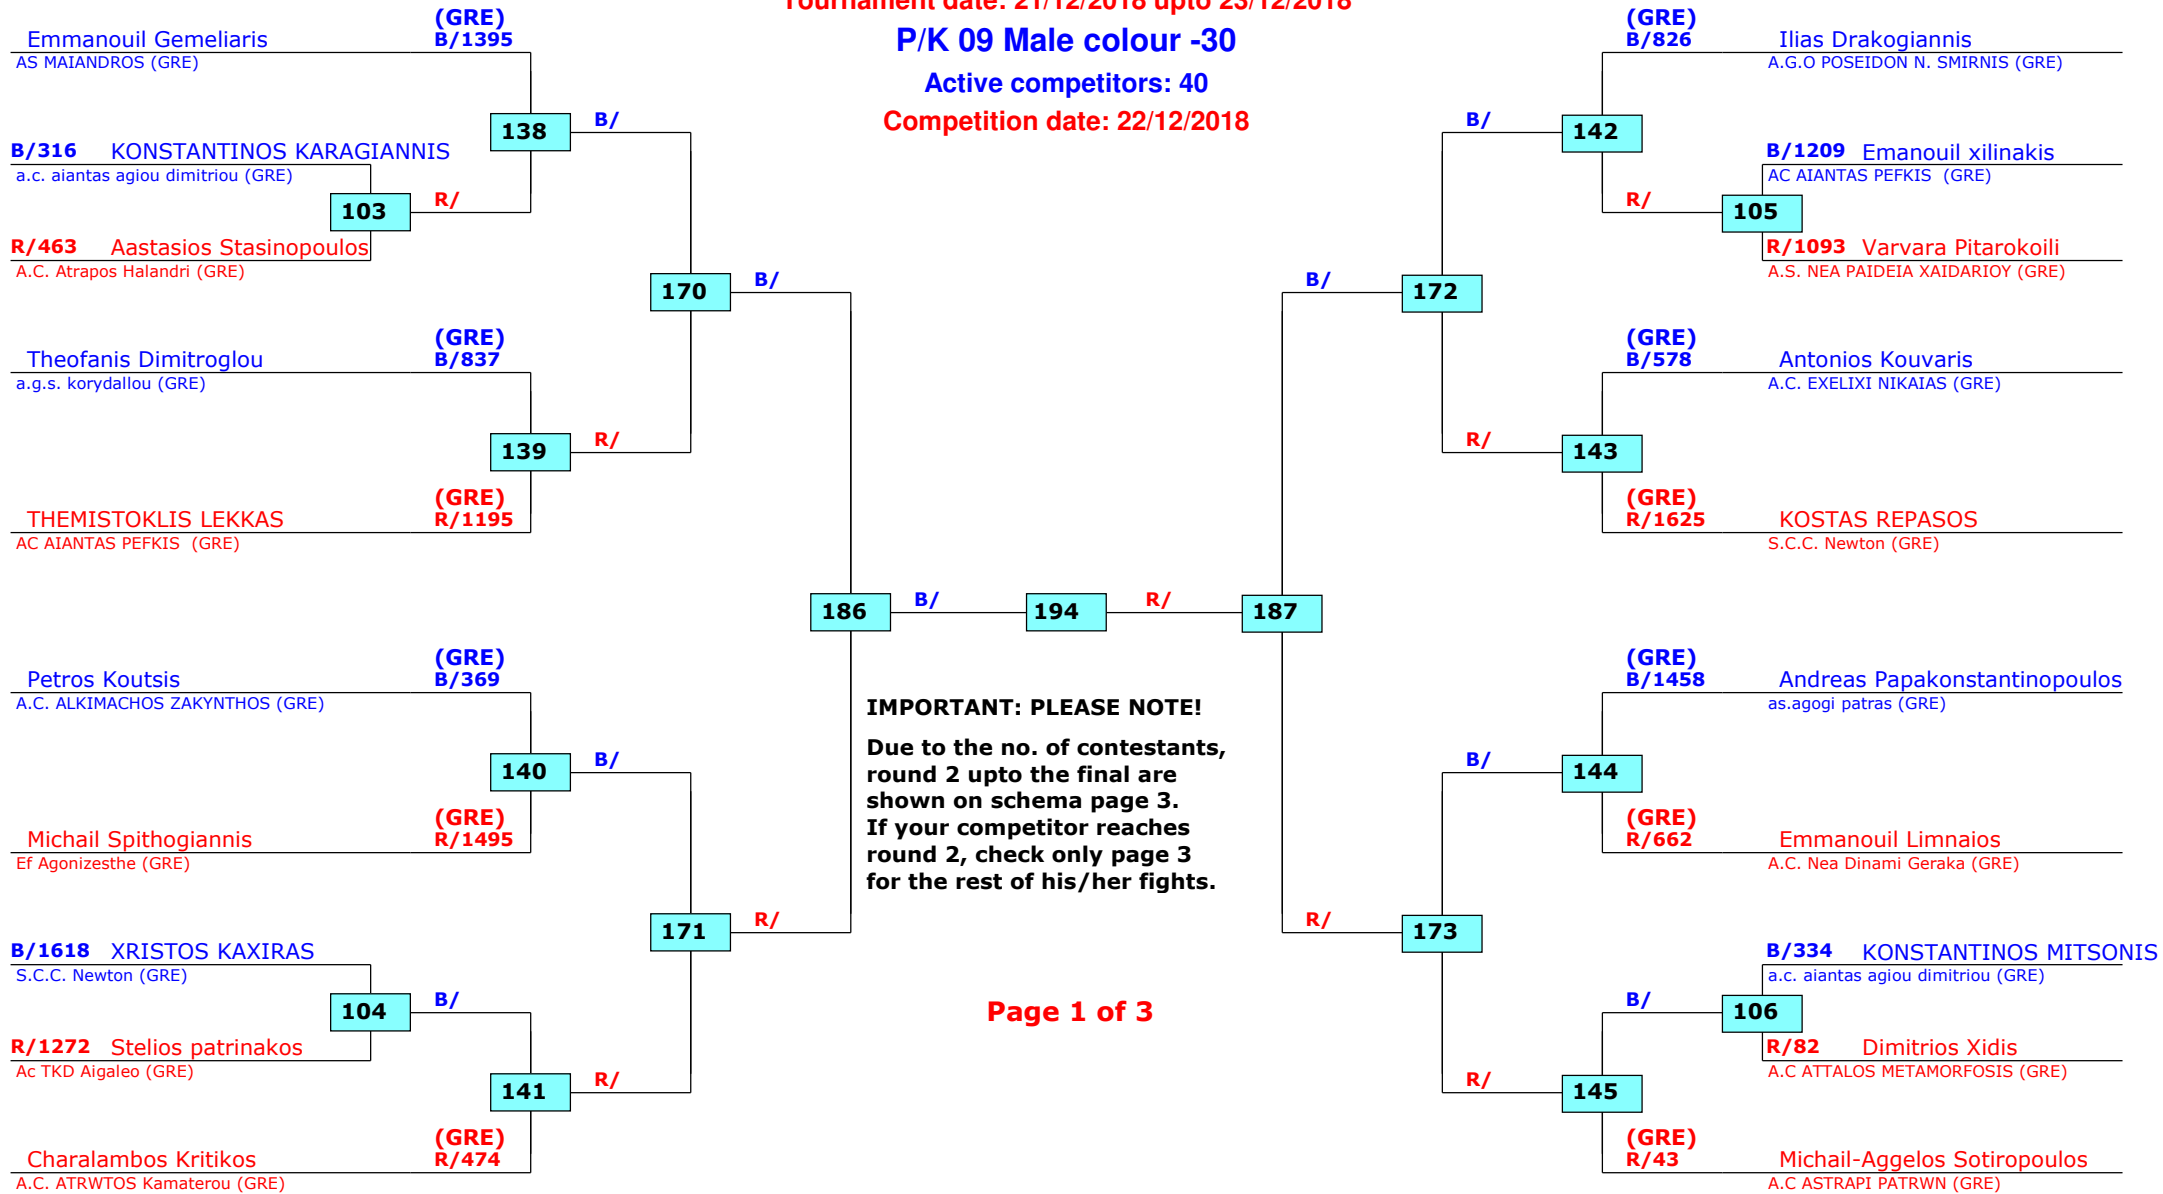 Tournament date: 21/12/2018 upto 23/12/2018
P/K 09 Male colour -30
Active competitors: 40
Competition date: 22/12/2018
(GRE)
Emmanouil Gemeliaris B/1395
AS MAIANDROS (GRE)
138
B/
B/316 KONSTANTINOS KARAGIANNIS
a.c. aiantas agiou dimitriou (GRE)
103
R/
R/463 Aastasios Stasinopoulos
A.C. Atrapos Halandri (GRE)
170
B/
(GRE)
Theofanis Dimitroglou B/837
a.g.s. korydallou (GRE)
139
R/
(GRE)
THEMISTOKLIS LEKKAS R/1195
AC AIANTAS PEFKIS (GRE)
186
B/
194
R/
187
(GRE)
Petros Koutsis B/369
A.C. ALKIMACHOS ZAKYNTHOS (GRE)
140
B/
(GRE)
Michail Spithogiannis R/1495
Ef Agonizesthe (GRE)
171
R/
B/1618 XRISTOS KAXIRAS
S.C.C. Newton (GRE)
104
B/
R/1272 Stelios patrinakos
Ac TKD Aigaleo (GRE)
141
R/
(GRE)
Charalambos Kritikos R/474
A.C. ATRWTOS Kamaterou (GRE)
IMPORTANT: PLEASE NOTE!
Due to the no. of contestants,
round 2 upto the final are
shown on schema page 3.
If your competitor reaches
round 2, check only page 3
for the rest of his/her fights.
Page 1 of 3
(GRE)
B/826 Ilias Drakogiannis
A.G.O POSEIDON N. SMIRNIS (GRE)
B/
142
B/1209 Emanouil xilinakis
AC AIANTAS PEFKIS (GRE)
R/
105
R/1093 Varvara Pitarokoili
A.S. NEA PAIDEIA XAIDARIOY (GRE)
B/
172
(GRE)
B/578 Antonios Kouvaris
A.C. EXELIXI NIKAIAS (GRE)
R/
143
(GRE)
R/1625 KOSTAS REPASOS
S.C.C. Newton (GRE)
(GRE)
B/1458 Andreas Papakonstantinopoulos
as.agogi patras (GRE)
B/
144
(GRE)
R/662 Emmanouil Limnaios
A.C. Nea Dinami Geraka (GRE)
R/
173
B/334 KONSTANTINOS MITSONIS
a.c. aiantas agiou dimitriou (GRE)
B/
106
R/82 Dimitrios Xidis
A.C ATTALOS METAMORFOSIS (GRE)
R/
145
(GRE)
R/43 Michail-Aggelos Sotiropoulos
A.C ASTRAPI PATRWN (GRE)